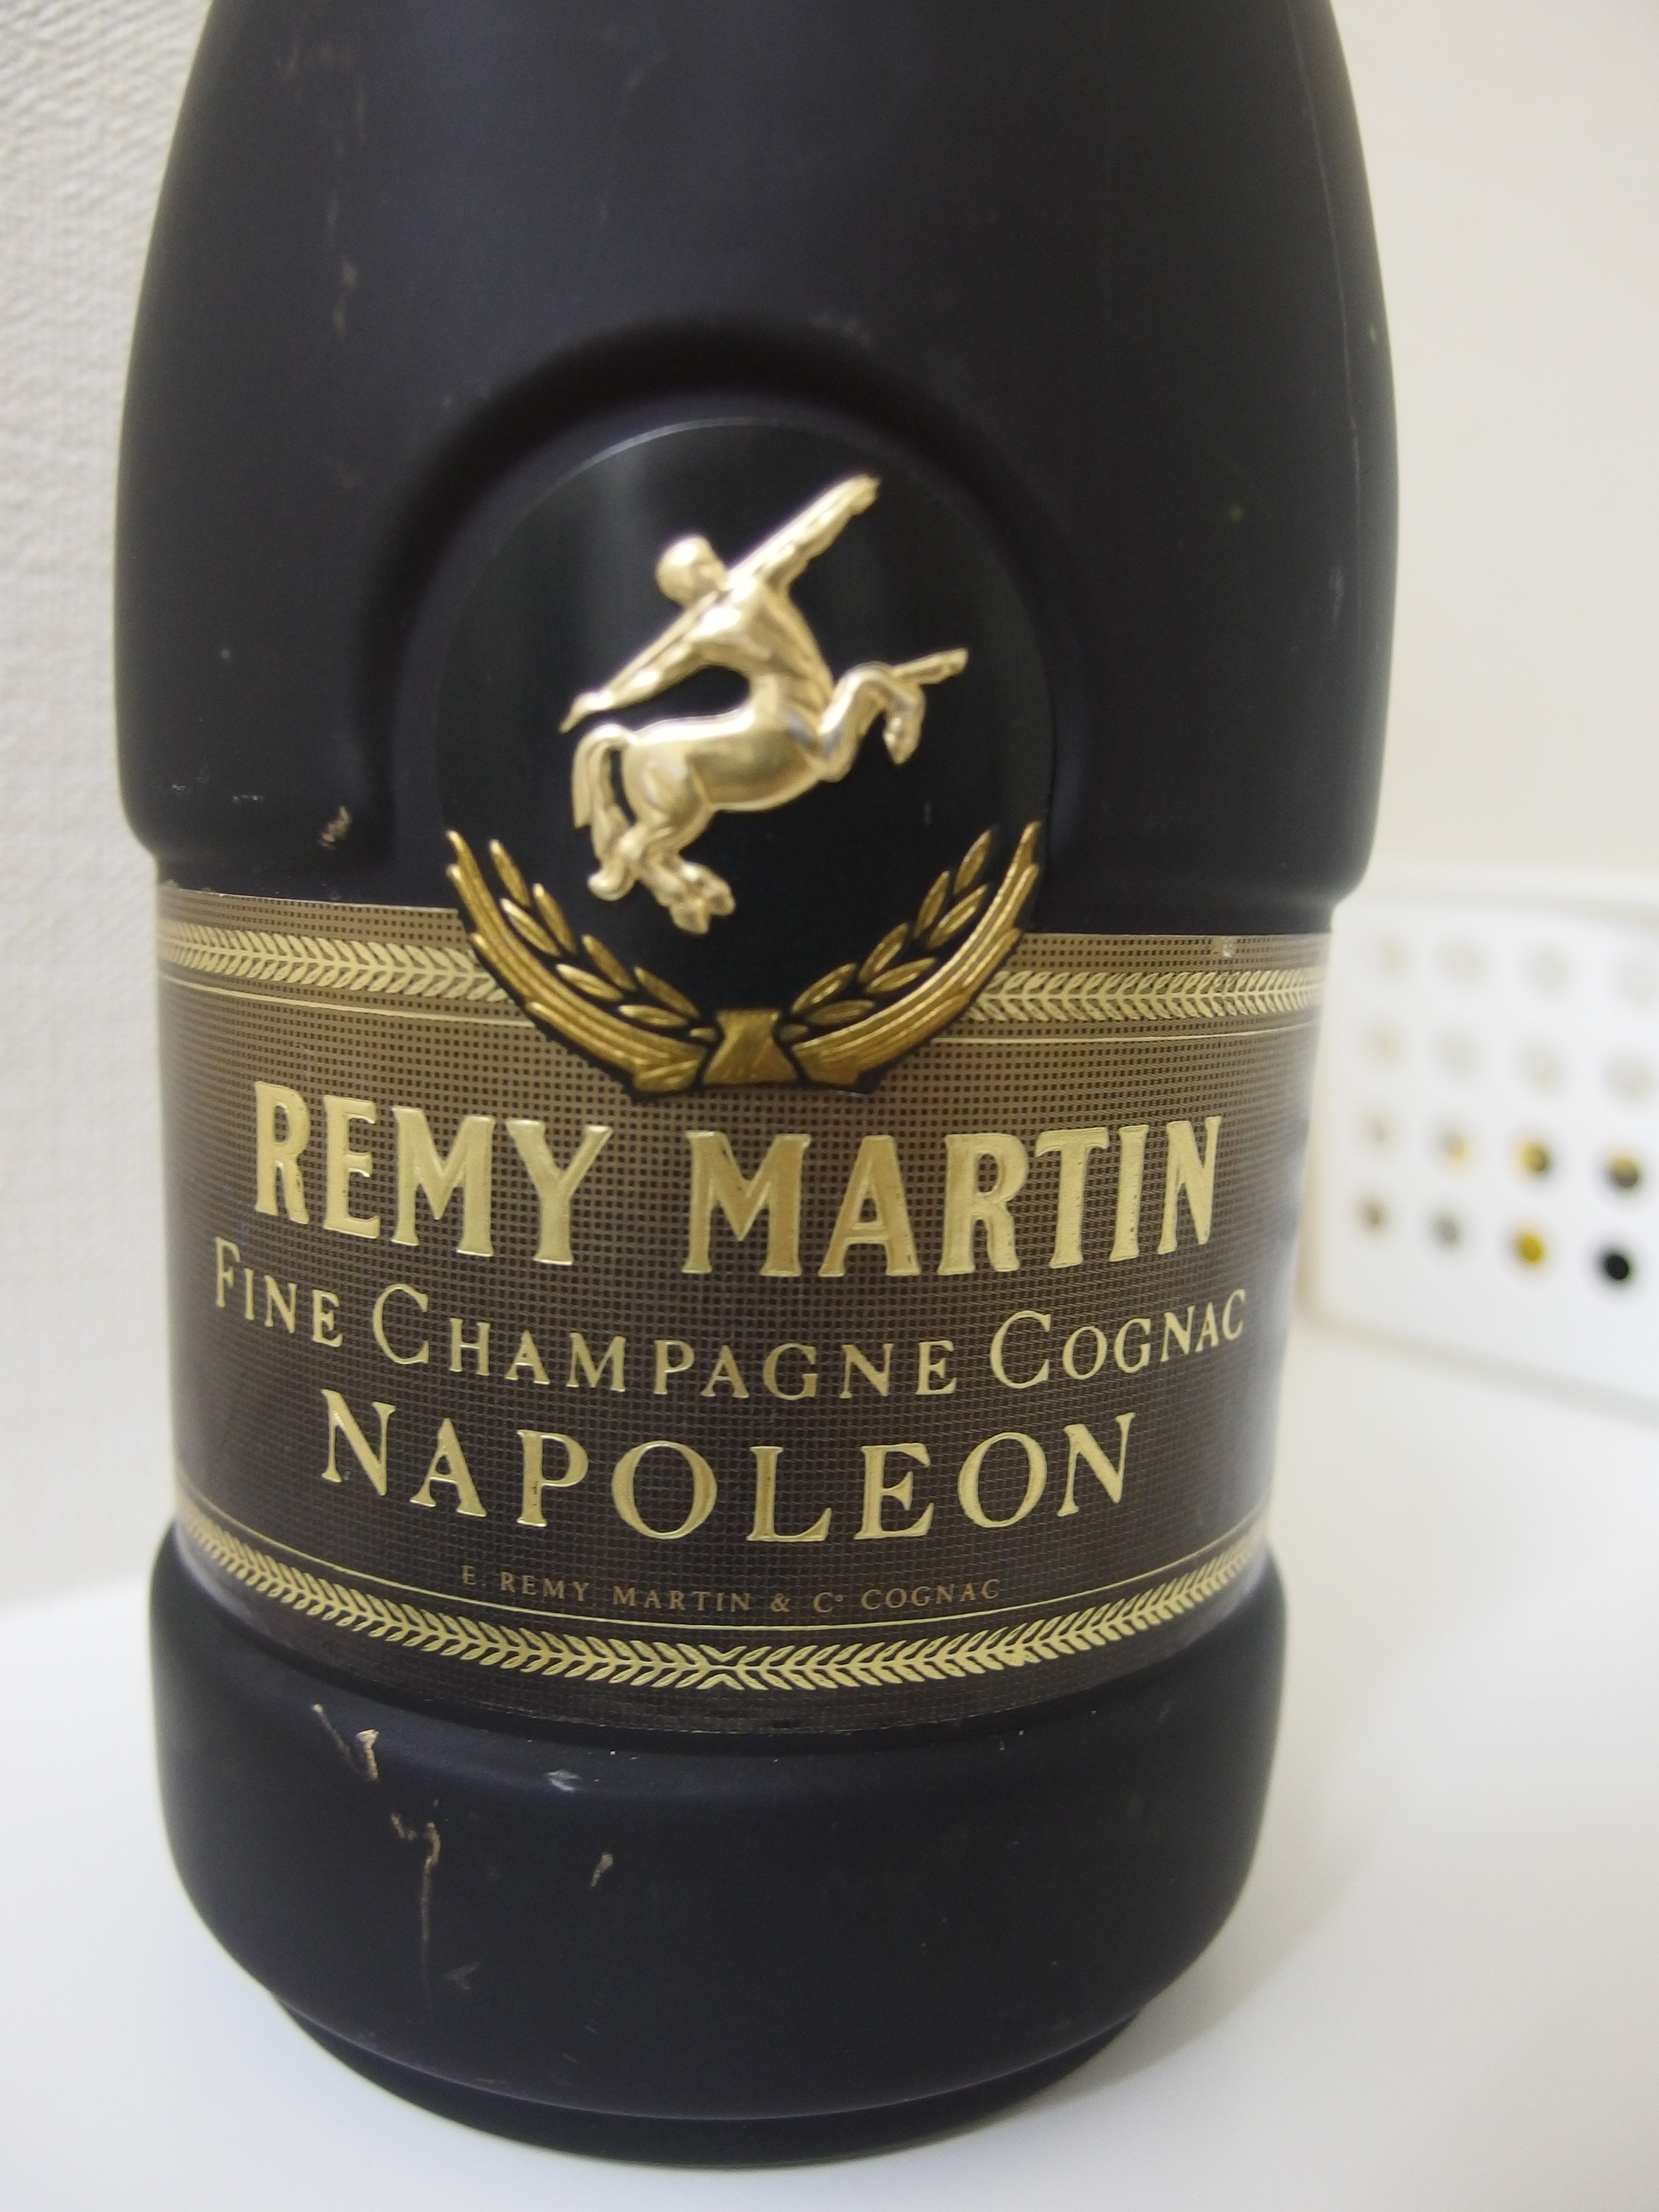 REMY MARTIN
FINE CHAMPAGNE COGNAC
NAPOLEON
E. REMY MARTIN & Cº COGNAC